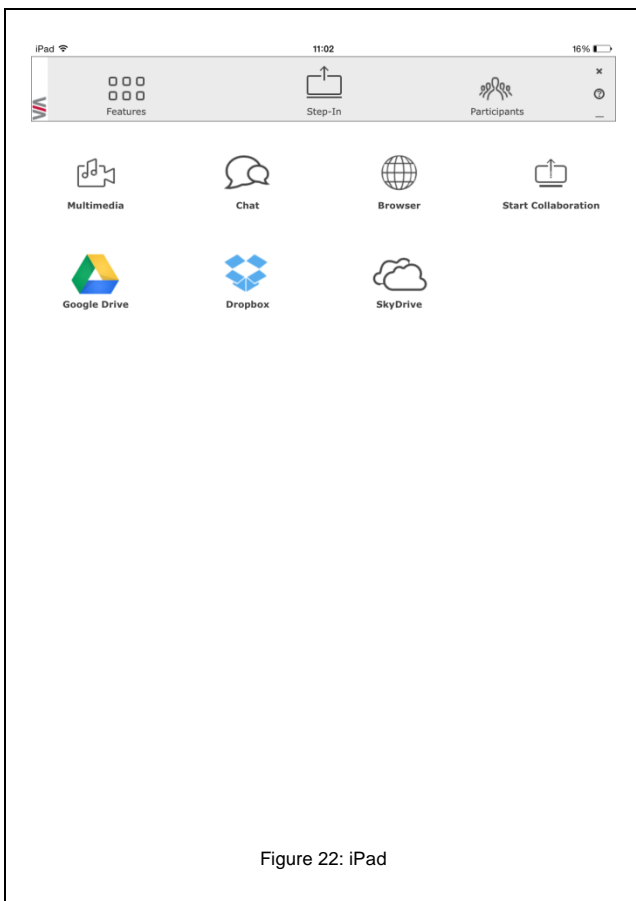 iPad 11:02 16%
Features Step-In Participants
Multimedia Chat Browser Start Collaboration
Google Drive Dropbox SkyDrive
Figure 22: iPad